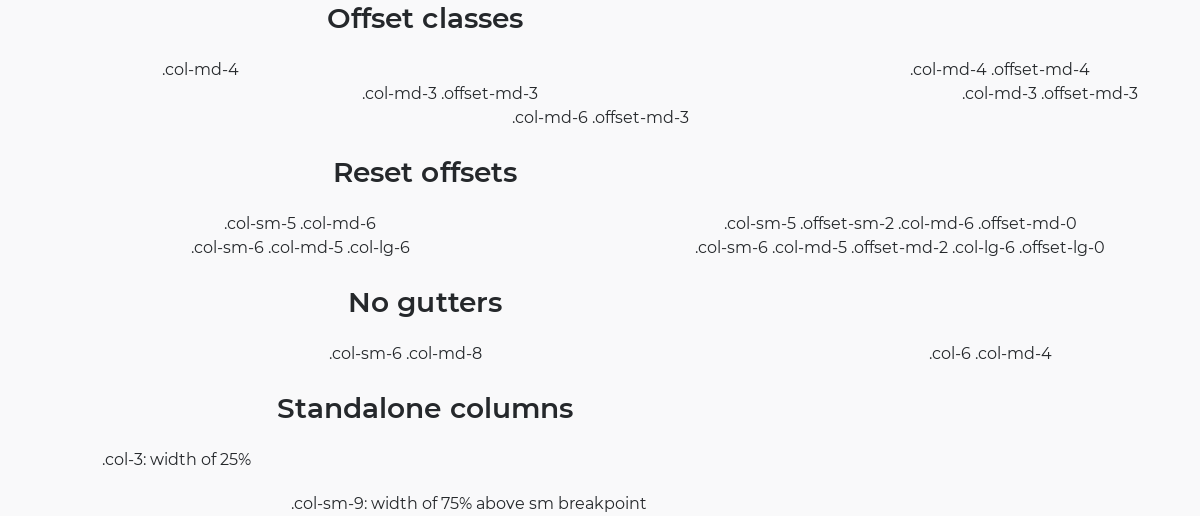 Offset classes
.col-md-4 .col-md-4 .offset-md-4
.col-md-3 .offset-md-3 .col-md-3 .offset-md-3
.col-md-6 .offset-md-3
Reset offsets
.col-sm-5 .col-md-6 .col-sm-5 .offset-sm-2 .col-md-6 .offset-md-0
.col-sm-6 .col-md-5 .col-lg-6 .col-sm-6 .col-md-5 .offset-md-2 .col-lg-6 .offset-lg-0
No gutters
.col-sm-6 .col-md-8 .col-6 .col-md-4
Standalone columns
.col-3: width of 25%
.col-sm-9: width of 75% above sm breakpoint